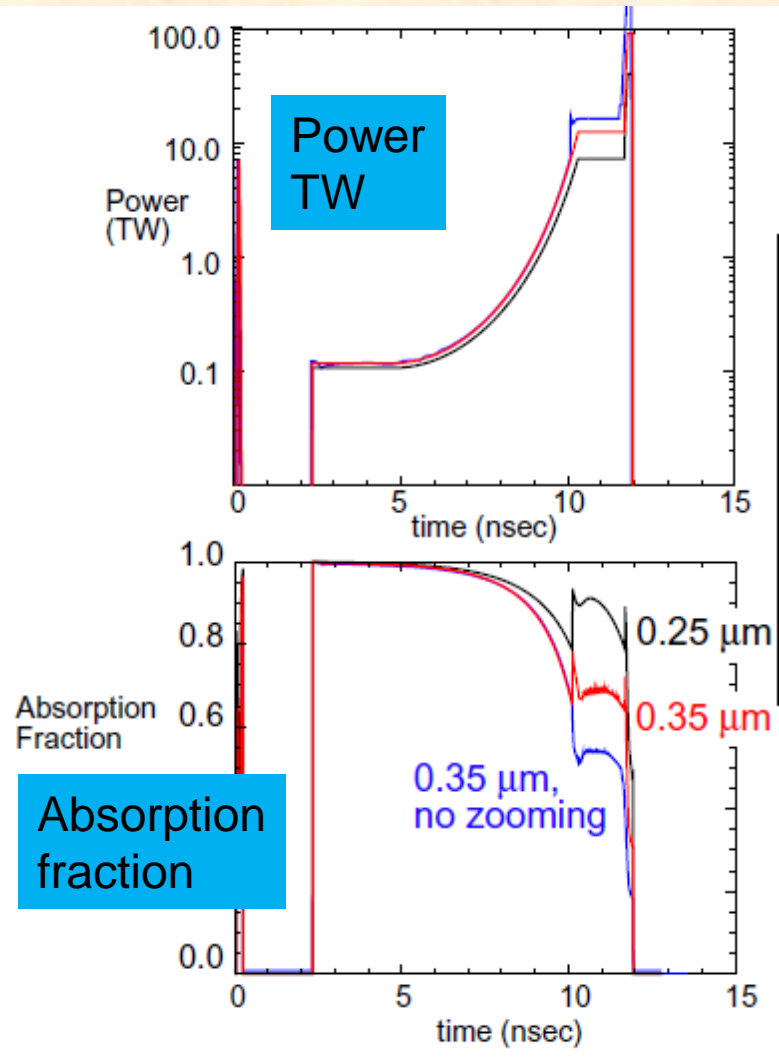 100.0
10.0
1.0
0.1
Power
(TW)
Power
TW
0
5
10
15
time (nsec)
1.0
0.8
0.6
0.0
Absorption
Fraction
0.25 μm
0.35 μm
0.35 μm,
no zooming
Absorption
fraction
0
5
10
15
time (nsec)